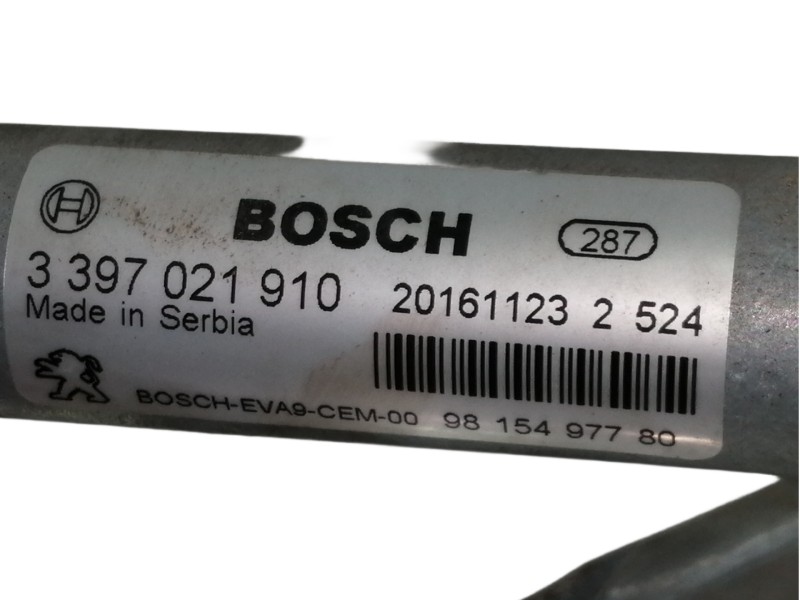 BOSCH 287
3 397 021 910 20161123 2 524
Made in Serbia
BOSCH-EVA9-CEM-00 98 154 977 80